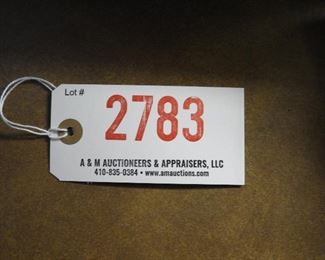 Lot #
2783
A & M AUCTIONEERS & APPRAISERS, LLC
410-835-0384 • www.amauctions.com